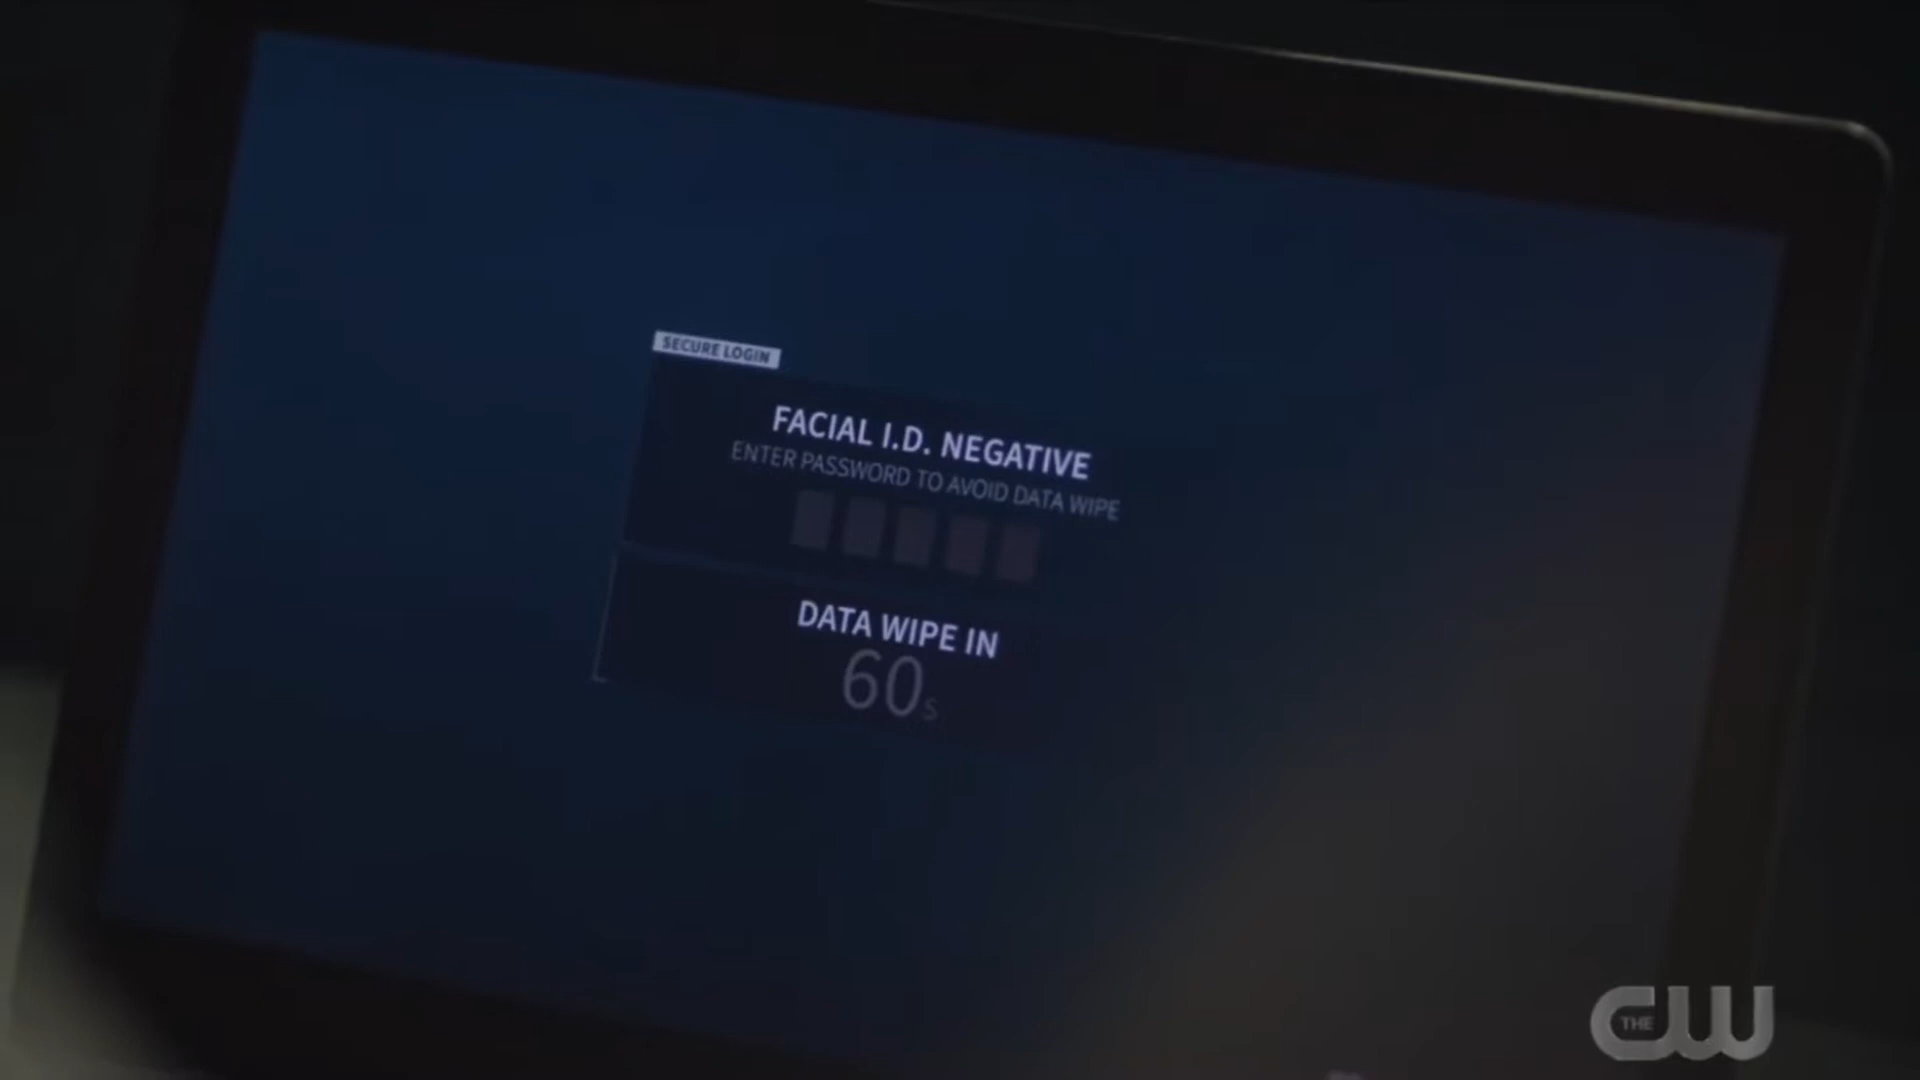 SECURE LOGIN
FACIAL I.D. NEGATIVE
ENTER PASSWORD TO AVOID DATA WIPE
DATA WIPE IN
60s
THE CW